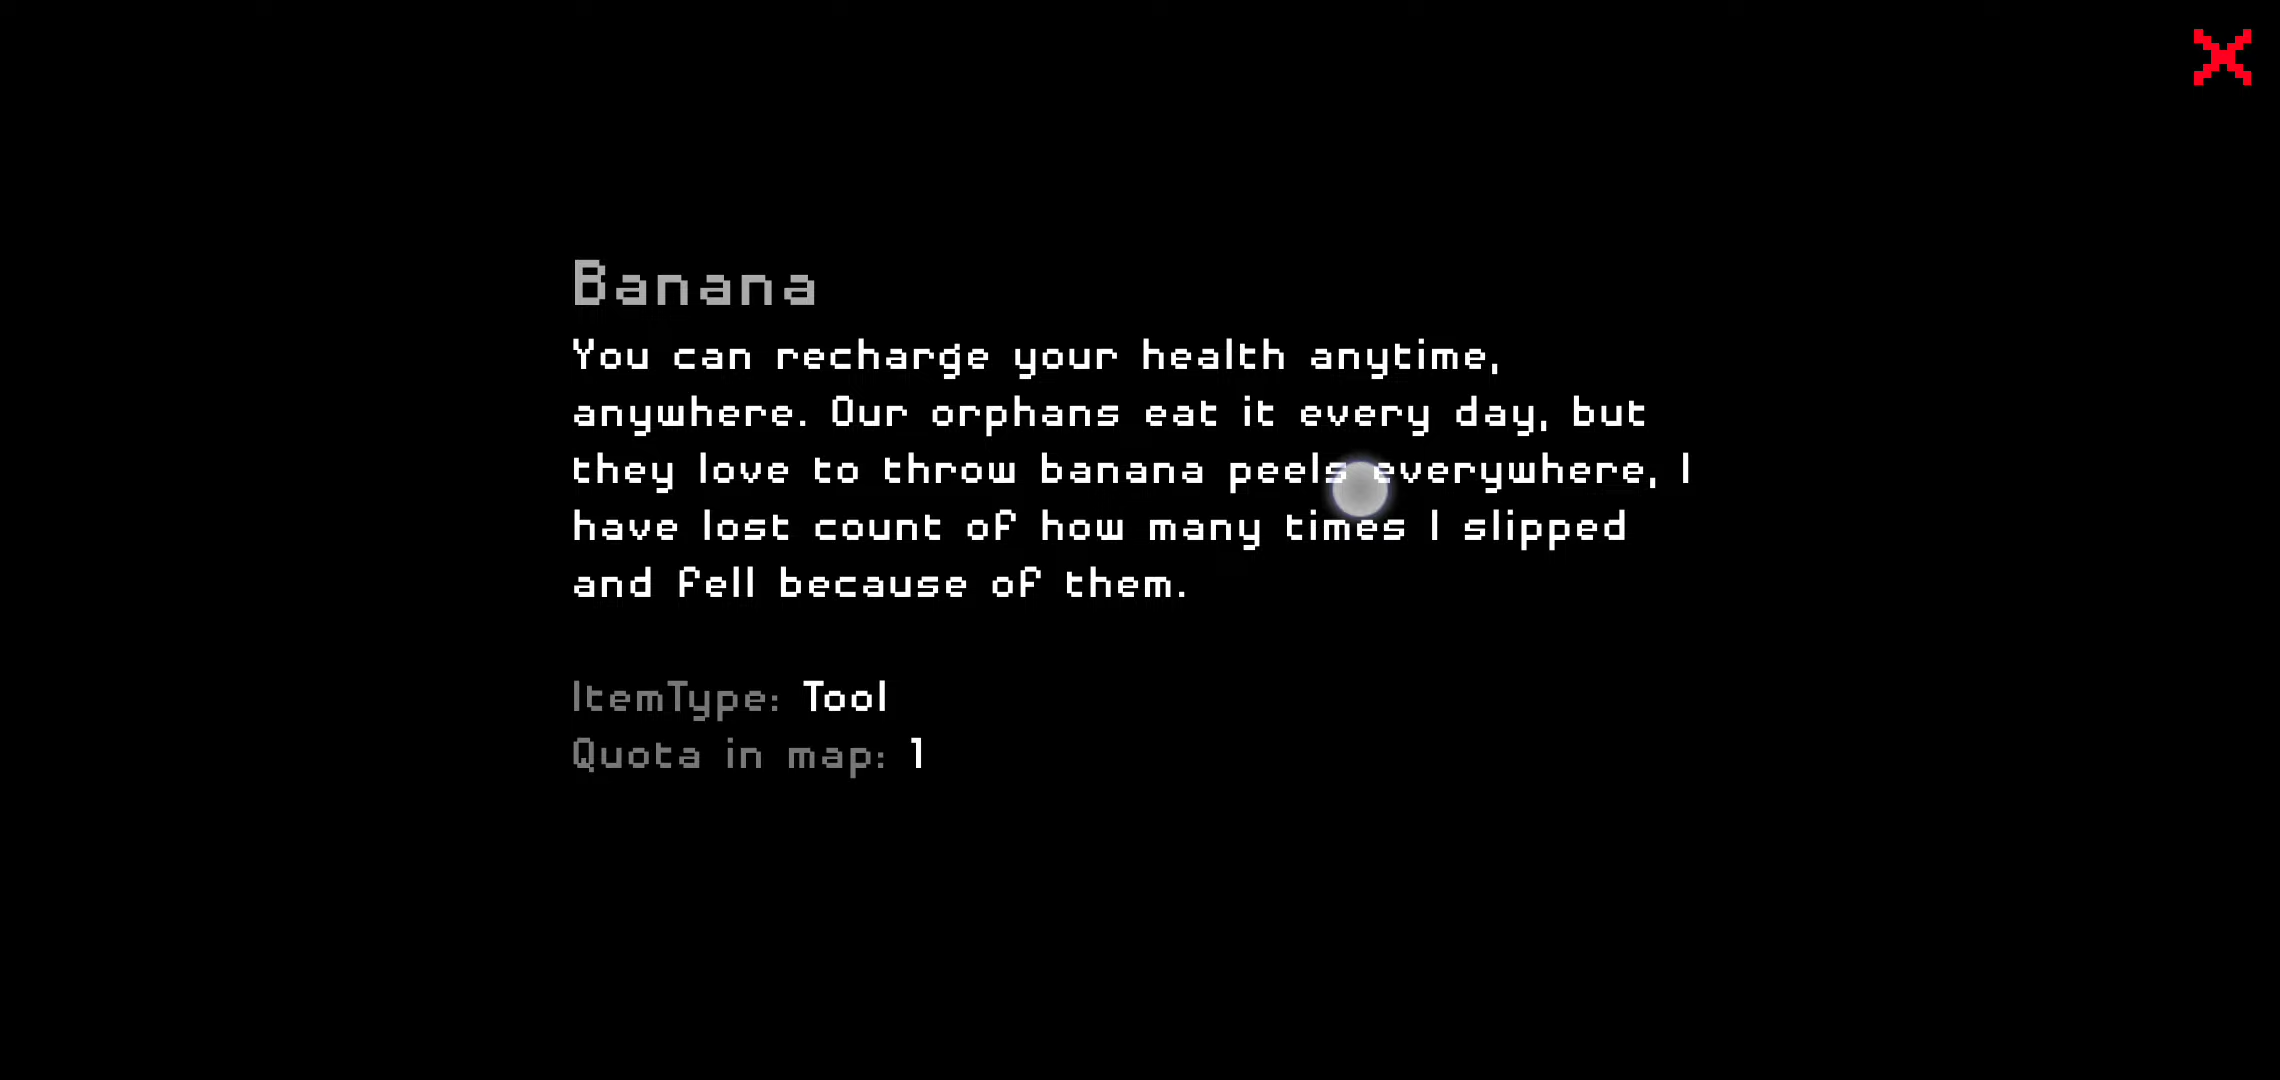 Banana
You can recharge your health anytime,
anywhere. Our orphans eat it every day, but
they love to throw banana peels everywhere, I
have lost count of how many times I slipped
and fell because of them.
ItemType: Tool
Quota in map: 1